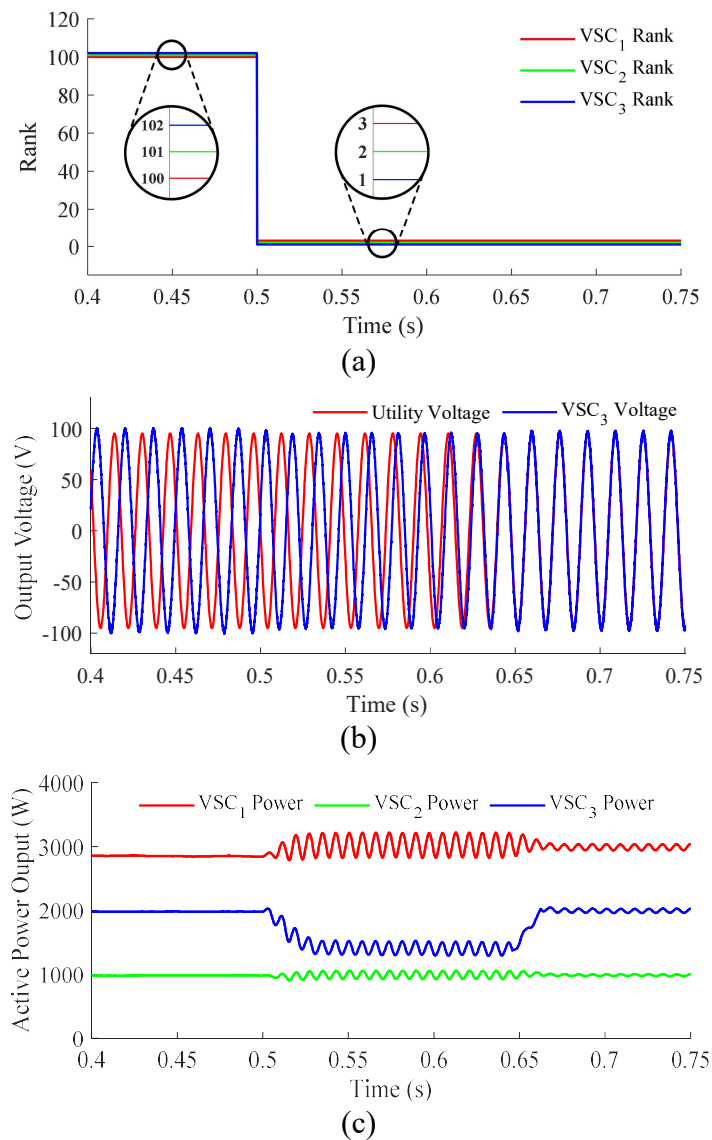 120
100
80
60
40
20
0
Rank
VSC1 Rank
VSC2 Rank
VSC3 Rank
102
101
100
3
2
1
0.4 0.45 0.5 0.55 0.6 0.65 0.7 0.75
Time (s)
(a)
Utility Voltage VSC3 Voltage
100
50
0
-50
-100
Output Voltage (V)
0.4 0.45 0.5 0.55 0.6 0.65 0.7 0.75
Time (s)
(b)
4000
3000
2000
1000
0
Active Power Ouput (W)
VSC1 Power VSC2 Power VSC3 Power
0.4 0.45 0.5 0.55 0.6 0.65 0.7 0.75
Time (s)
(c)